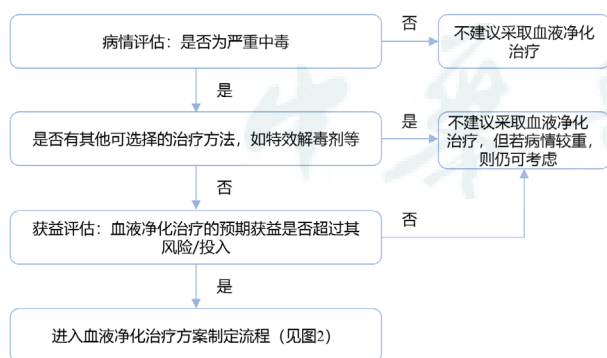 病情评估：是否为严重中毒
否
不建议采取血液净化
治疗
是
是否有其他可选择的治疗方法，如特效解毒剂等
是
不建议采取血液净化
治疗，但若病情较重，
则仍可考虑
否
获益评估：血液净化治疗的预期获益是否超过其
风险/投入
否
是
进入血液净化治疗方案制定流程（见图2）
中華